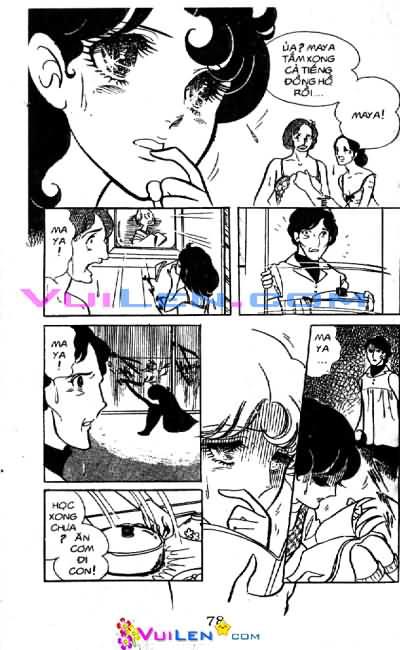 ỦA? MAYA
TẮM XONG
CẢ TIẾNG
ĐỒNG HỒ
RỒI...
MAYA!
MA
YA!
VUILEN.COM
MA
YA!
MA
YA...
HỌC
XONG
CHƯA
? ĂN
CƠM
ĐI
CON!
78
VUILEN.COM